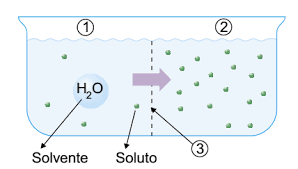 ① ②
H₂O
③
Solvente Soluto